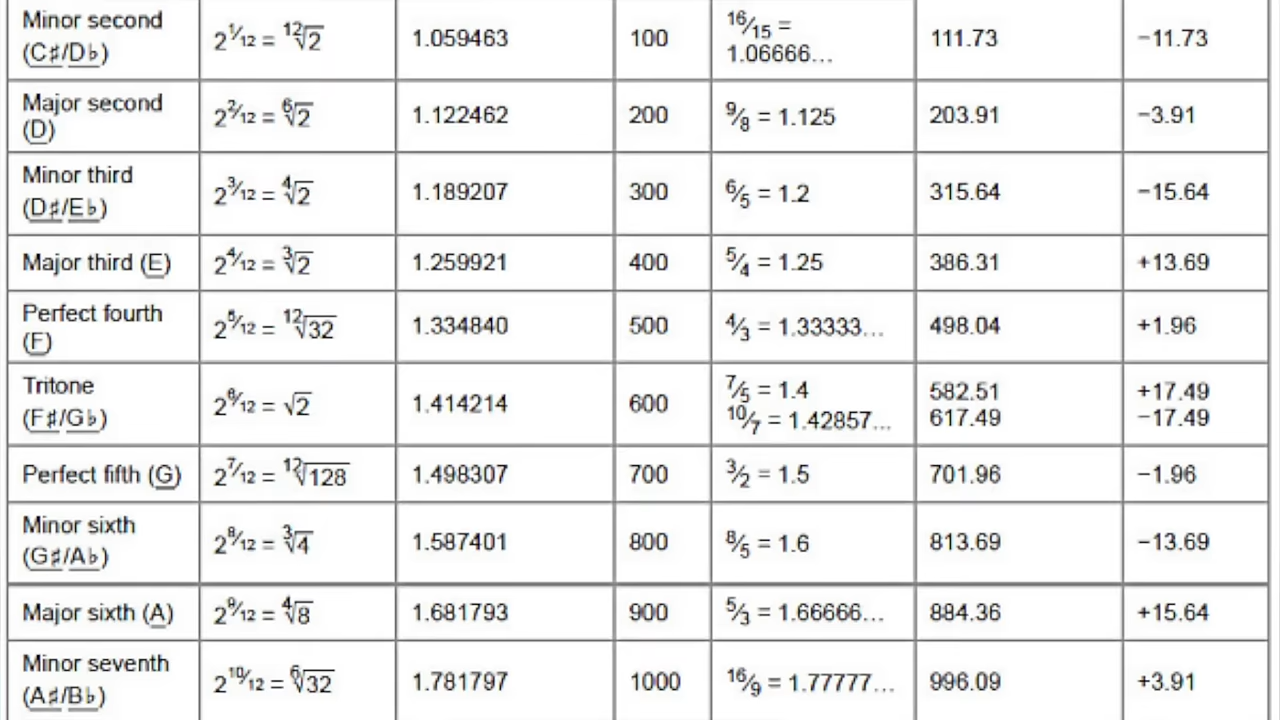 Minor second
(C♯/D♭)
2^1⁄12 = ¹²√2
1.059463
100
16⁄15 =
1.06666...
111.73
−11.73
Major second
(D)
2^2⁄12 = ⁶√2
1.122462
200
9⁄8 = 1.125
203.91
−3.91
Minor third
(D♯/E♭)
2^3⁄12 = ⁴√2
1.189207
300
6⁄5 = 1.2
315.64
−15.64
Major third (E)
2^4⁄12 = ³√2
1.259921
400
5⁄4 = 1.25
386.31
+13.69
Perfect fourth
(F)
2^5⁄12 = ¹²√32
1.334840
500
4⁄3 = 1.33333...
498.04
+1.96
Tritone
(F♯/G♭)
2^6⁄12 = √2
1.414214
600
7⁄5 = 1.4
10⁄7 = 1.42857...
582.51
617.49
+17.49
−17.49
Perfect fifth (G)
2^7⁄12 = ¹²√128
1.498307
700
3⁄2 = 1.5
701.96
−1.96
Minor sixth
(G♯/A♭)
2^8⁄12 = ³√4
1.587401
800
8⁄5 = 1.6
813.69
−13.69
Major sixth (A)
2^9⁄12 = ⁴√8
1.681793
900
5⁄3 = 1.66666...
884.36
+15.64
Minor seventh
(A♯/B♭)
2^10⁄12 = ⁶√32
1.781797
1000
16⁄9 = 1.77777...
996.09
+3.91